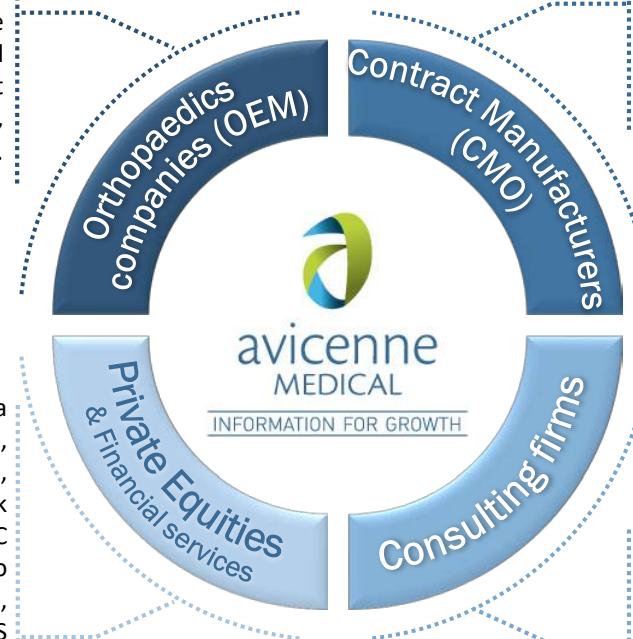 Orthopaedics
companies (OEM)
Contract Manufacturers
(CMO)
avicenne
MEDICAL
INFORMATION FOR GROWTH
Private Equities
& Financial services
Consulting firms